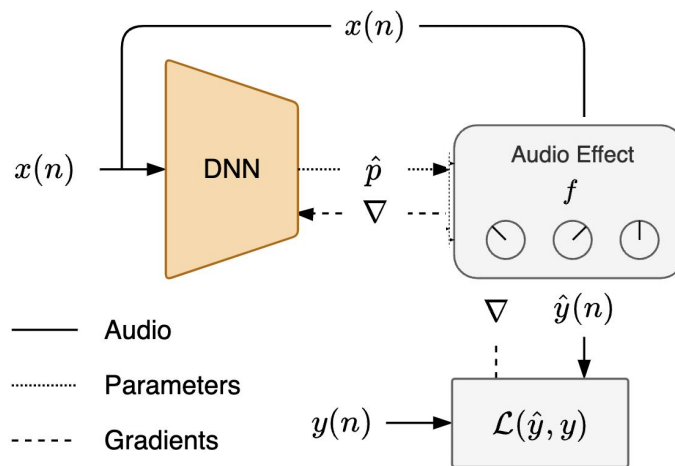 x(n)
x(n)
DNN
p̂
∇
Audio Effect
f
∇
ŷ(n)
Audio
Parameters
Gradients
y(n)
ℒ(ŷ, y)